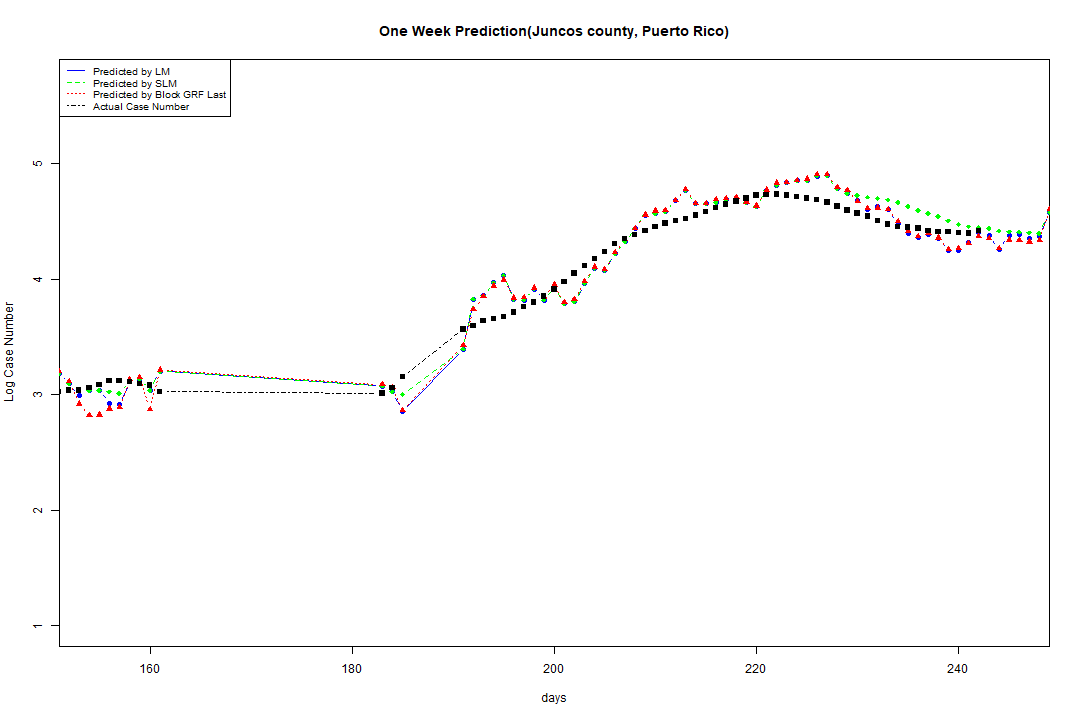 One Week Prediction(Juncos county, Puerto Rico)
Predicted by LM
Predicted by SLM
Predicted by Block GRF Last
Actual Case Number
5
4
3
2
1
Log Case Number
160 180 200 220 240
days